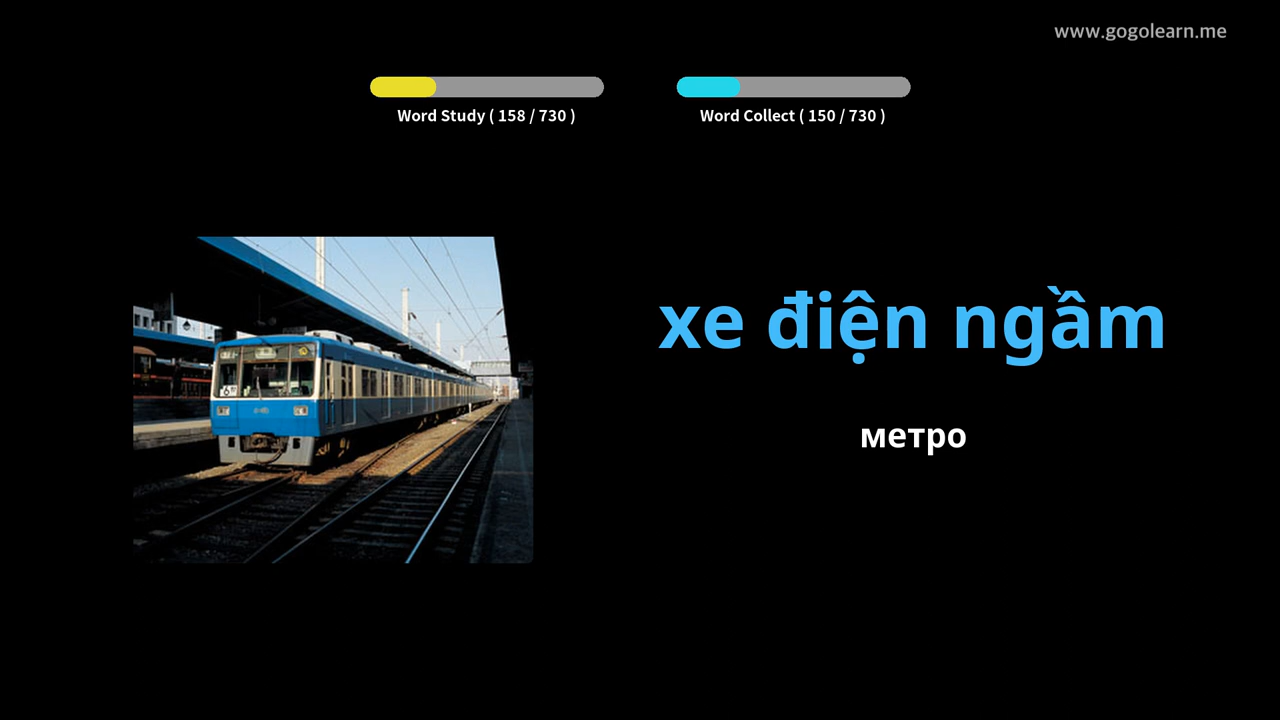 www.gogolearn.me
Word Study ( 158 / 730 )
Word Collect ( 150 / 730 )
xe điện ngầm
метро